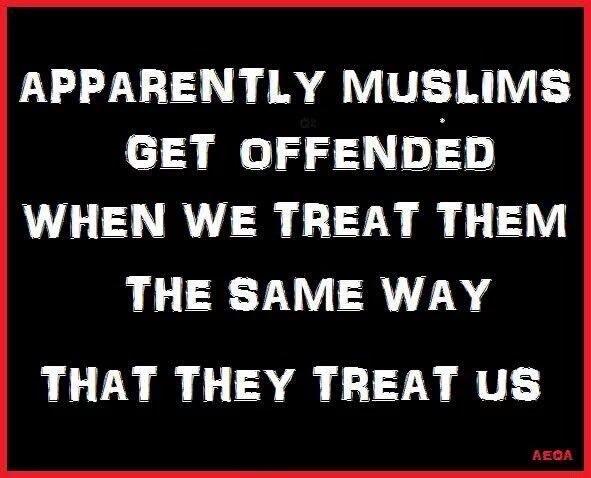 APPARENTLY MUSLIMS
GET OFFENDED
WHEN WE TREAT THEM
THE SAME WAY
THAT THEY TREAT US
AEOA